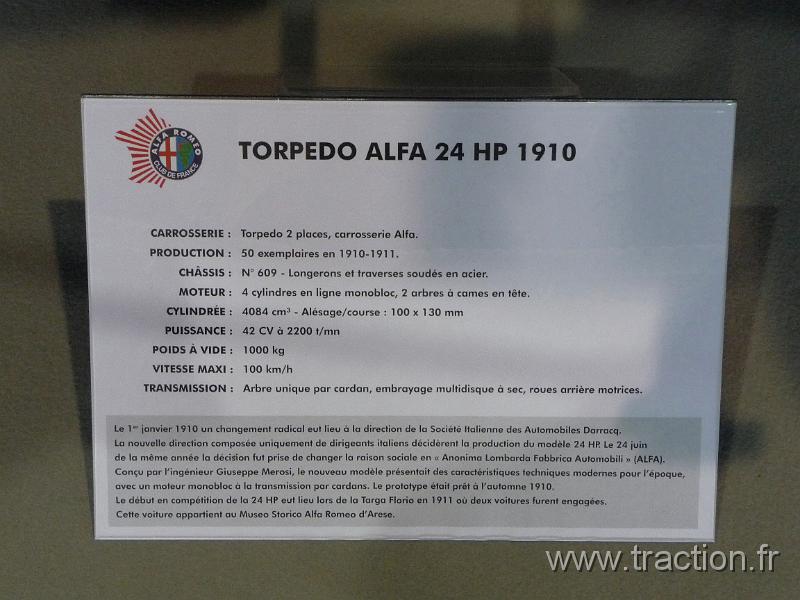 ALFA ROMEO
CLUB DE FRANCE
TORPEDO ALFA 24 HP 1910
CARROSSERIE : Torpedo 2 places, carrosserie Alfa.
PRODUCTION : 50 exemplaires en 1910-1911.
CHÂSSIS : N° 609 - Longerons et traverses soudés en acier.
MOTEUR : 4 cylindres en ligne monobloc, 2 arbres à cames en tête.
CYLINDRÉE : 4084 cm³ - Alésage/course : 100 x 130 mm
PUISSANCE : 42 CV à 2200 t/mn
POIDS À VIDE : 1000 kg
VITESSE MAXI : 100 km/h
TRANSMISSION : Arbre unique par cardan, embrayage multidisque à sec, roues arrière motrices.
Le 1er janvier 1910 un changement radical eut lieu à la direction de la Société Italienne des Automobiles Darracq.
La nouvelle direction composée uniquement de dirigeants italiens décidèrent la production du modèle 24 HP. Le 24 juin
de la même année la décision fut prise de changer la raison sociale en « Anonima Lombarda Fabbrica Automobili » (ALFA).
Conçu par l'ingénieur Giuseppe Merosi, le nouveau modèle présentait des caractéristiques techniques modernes pour l'époque,
avec un moteur monobloc à la transmission par cardans. Le prototype était prêt à l'automne 1910.
Le début en compétition de la 24 HP eut lieu lors de la Targa Florio en 1911 où deux voitures furent engagées.
Cette voiture appartient au Museo Storico Alfa Romeo d'Arese.
www.traction.fr